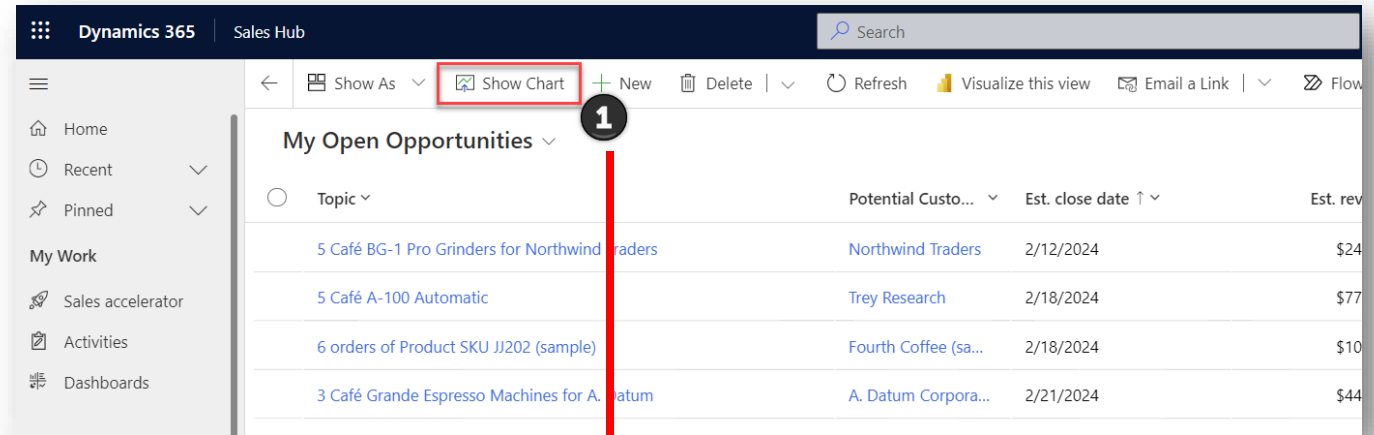 Dynamics 365 Sales Hub Search
Show As Show Chart New Delete Refresh Visualize this view Email a Link Flow
1
Home
Recent
Pinned
My Work
Sales accelerator
Activities
Dashboards
My Open Opportunities
Topic Potential Custo... Est. close date Est. rev
5 Café BG-1 Pro Grinders for Northwind Traders Northwind Traders 2/12/2024 $24
5 Café A-100 Automatic Trey Research 2/18/2024 $77
6 orders of Product SKU JJ202 (sample) Fourth Coffee (sa... 2/18/2024 $10
3 Café Grande Espresso Machines for A. Datum A. Datum Corpora... 2/21/2024 $44